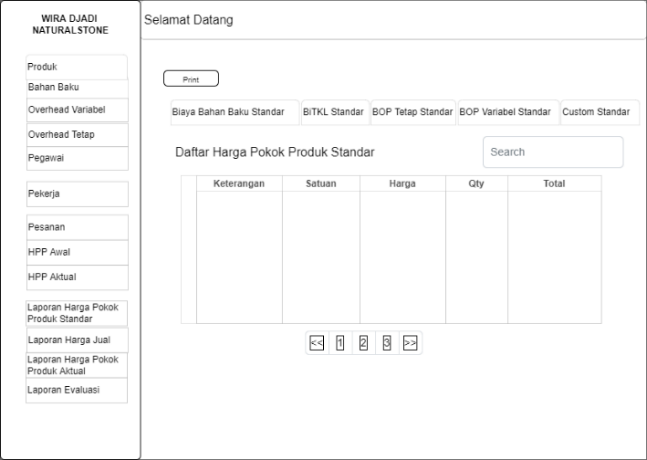 WIRA DJADI
NATURALSTONE
Selamat Datang
Produk
Bahan Baku
Overhead Variabel
Overhead Tetap
Pegawai
Pekerja
Pesanan
HPP Awal
HPP Aktual
Laporan Harga Pokok
Produk Standar
Laporan Harga Jual
Laporan Harga Pokok
Produk Aktual
Laporan Evaluasi
Print
Biaya Bahan Baku Standar BiTKL Standar BOP Tetap Standar BOP Variabel Standar Custom Standar
Daftar Harga Pokok Produk Standar
Search
Keterangan Satuan Harga Qty Total
<< 1 2 3 >>